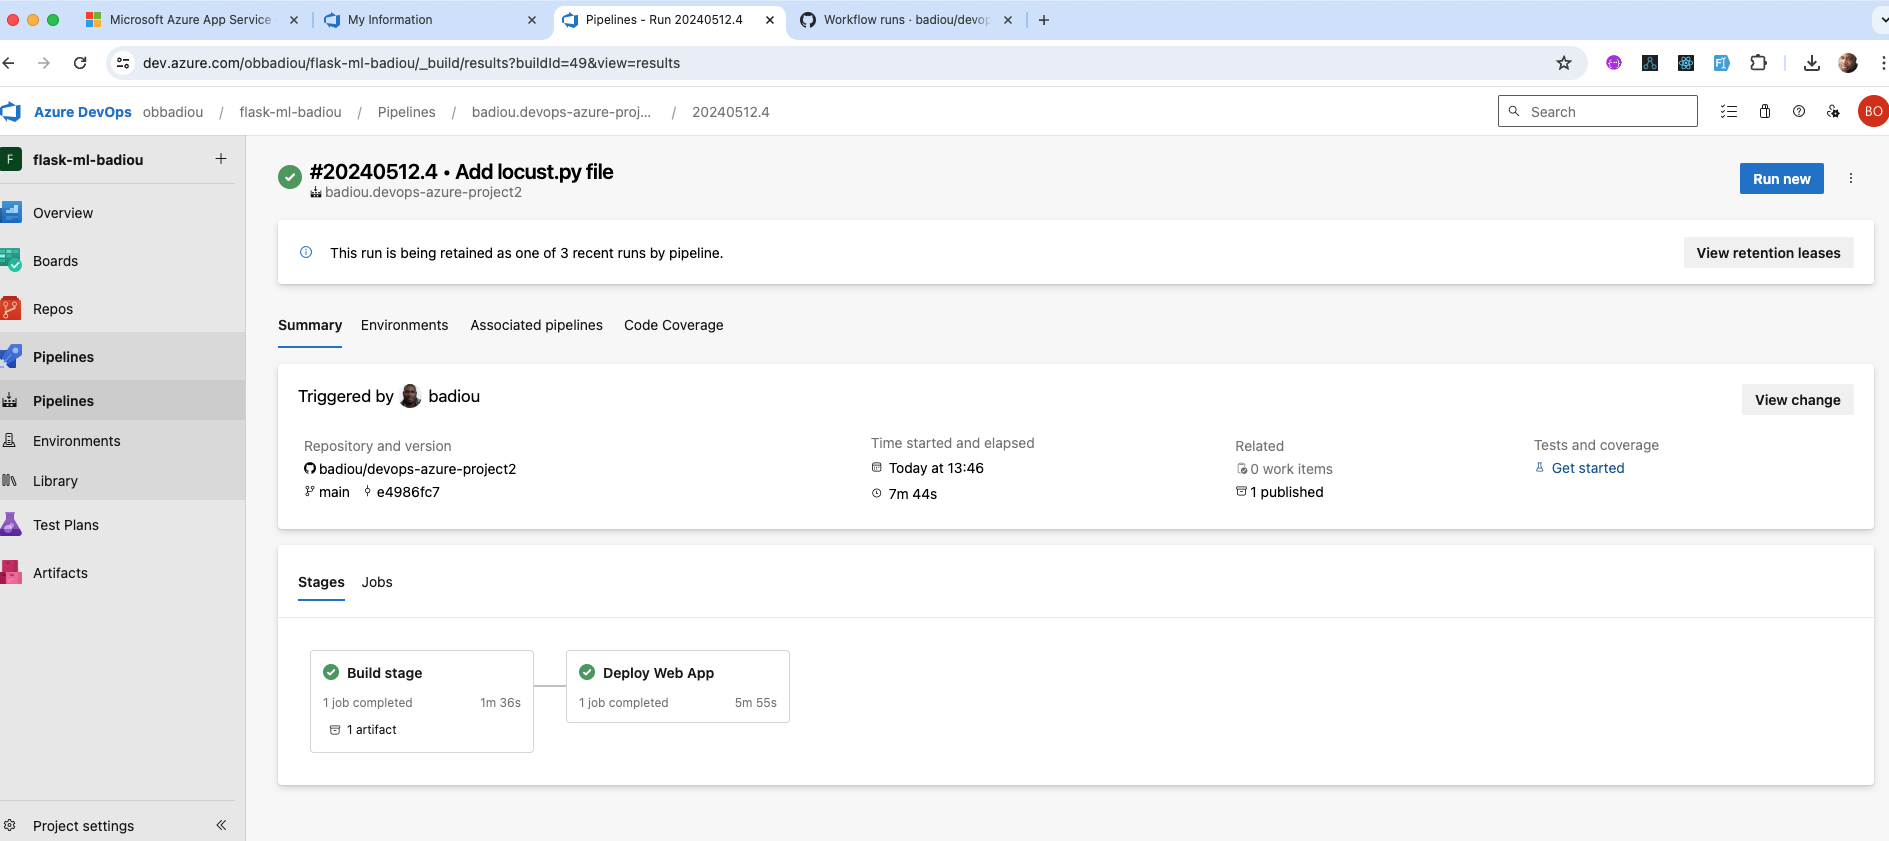 Microsoft Azure App Service
My Information
Pipelines - Run 20240512.4
Workflow runs · badiou/devop
dev.azure.com/obbadiou/flask-ml-badiou/_build/results?buildId=49&view=results
Azure DevOps obbadiou / flask-ml-badiou / Pipelines / badiou.devops-azure-proj... / 20240512.4
Search
BO
F flask-ml-badiou
Overview
Boards
Repos
Pipelines
Pipelines
Environments
Library
Test Plans
Artifacts
Project settings
#20240512.4 • Add locust.py file
badiou.devops-azure-project2
Run new
This run is being retained as one of 3 recent runs by pipeline.
View retention leases
Summary Environments Associated pipelines Code Coverage
Triggered by badiou
View change
Repository and version
badiou/devops-azure-project2
main e4986fc7
Time started and elapsed
Today at 13:46
7m 44s
Related
0 work items
1 published
Tests and coverage
Get started
Stages Jobs
Build stage
1 job completed 1m 36s
1 artifact
Deploy Web App
1 job completed 5m 55s